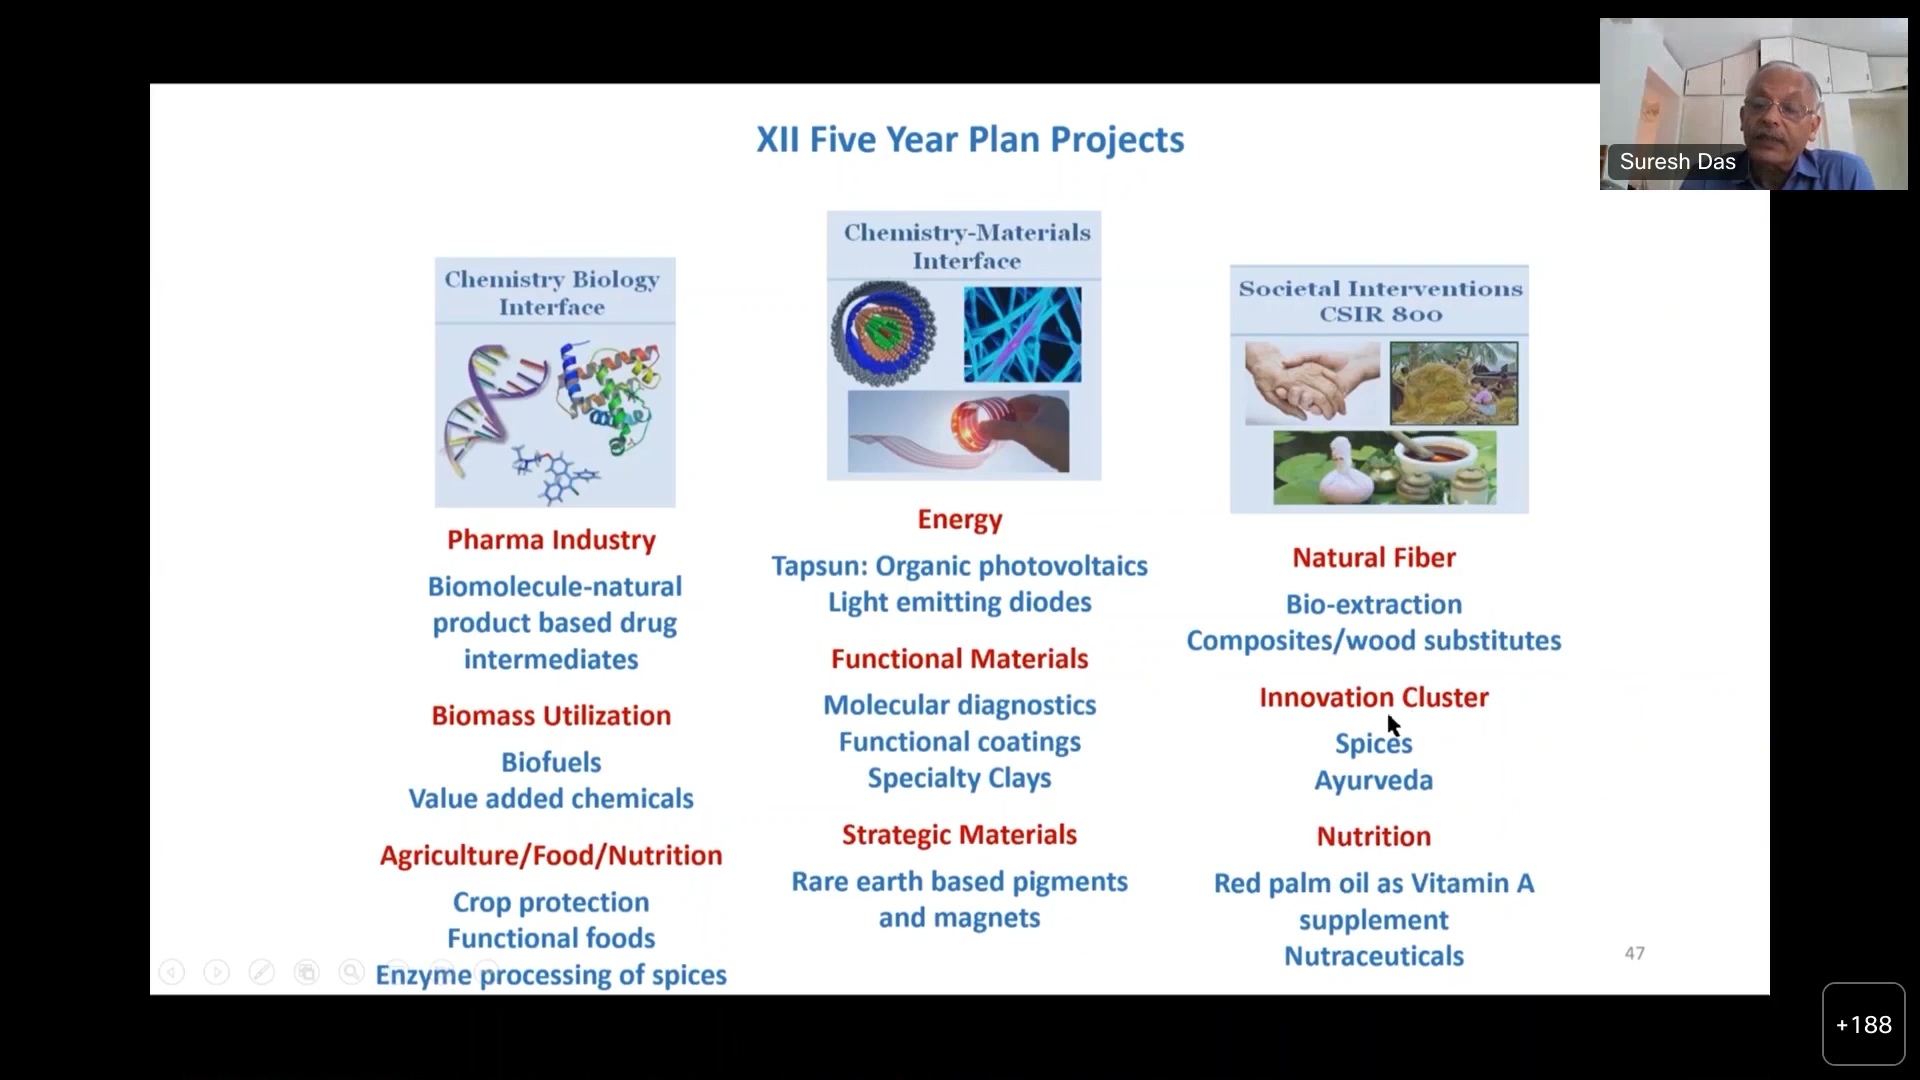 XII Five Year Plan Projects
Suresh Das
Chemistry Biology
Interface
Pharma Industry
Biomolecule-natural
product based drug
intermediates
Biomass Utilization
Biofuels
Value added chemicals
Agriculture/Food/Nutrition
Crop protection
Functional foods
Enzyme processing of spices
Chemistry-Materials
Interface
Energy
Tapsun: Organic photovoltaics
Light emitting diodes
Functional Materials
Molecular diagnostics
Functional coatings
Specialty Clays
Strategic Materials
Rare earth based pigments
and magnets
Societal Interventions
CSIR 800
Natural Fiber
Bio-extraction
Composites/wood substitutes
Innovation Cluster
Spices
Ayurveda
Nutrition
Red palm oil as Vitamin A
supplement
Nutraceuticals
47
+188